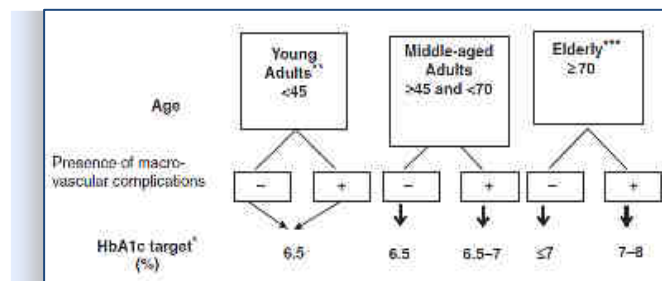 Young
Adults**
<45
Middle-aged
Adults
>45 and <70
Elderly***
≥70
Age
Presence of macro-
vascular complications
− + − + − +
HbA1c target*
(%)
6.5 6.5 6.5–7 ≤7 7–8